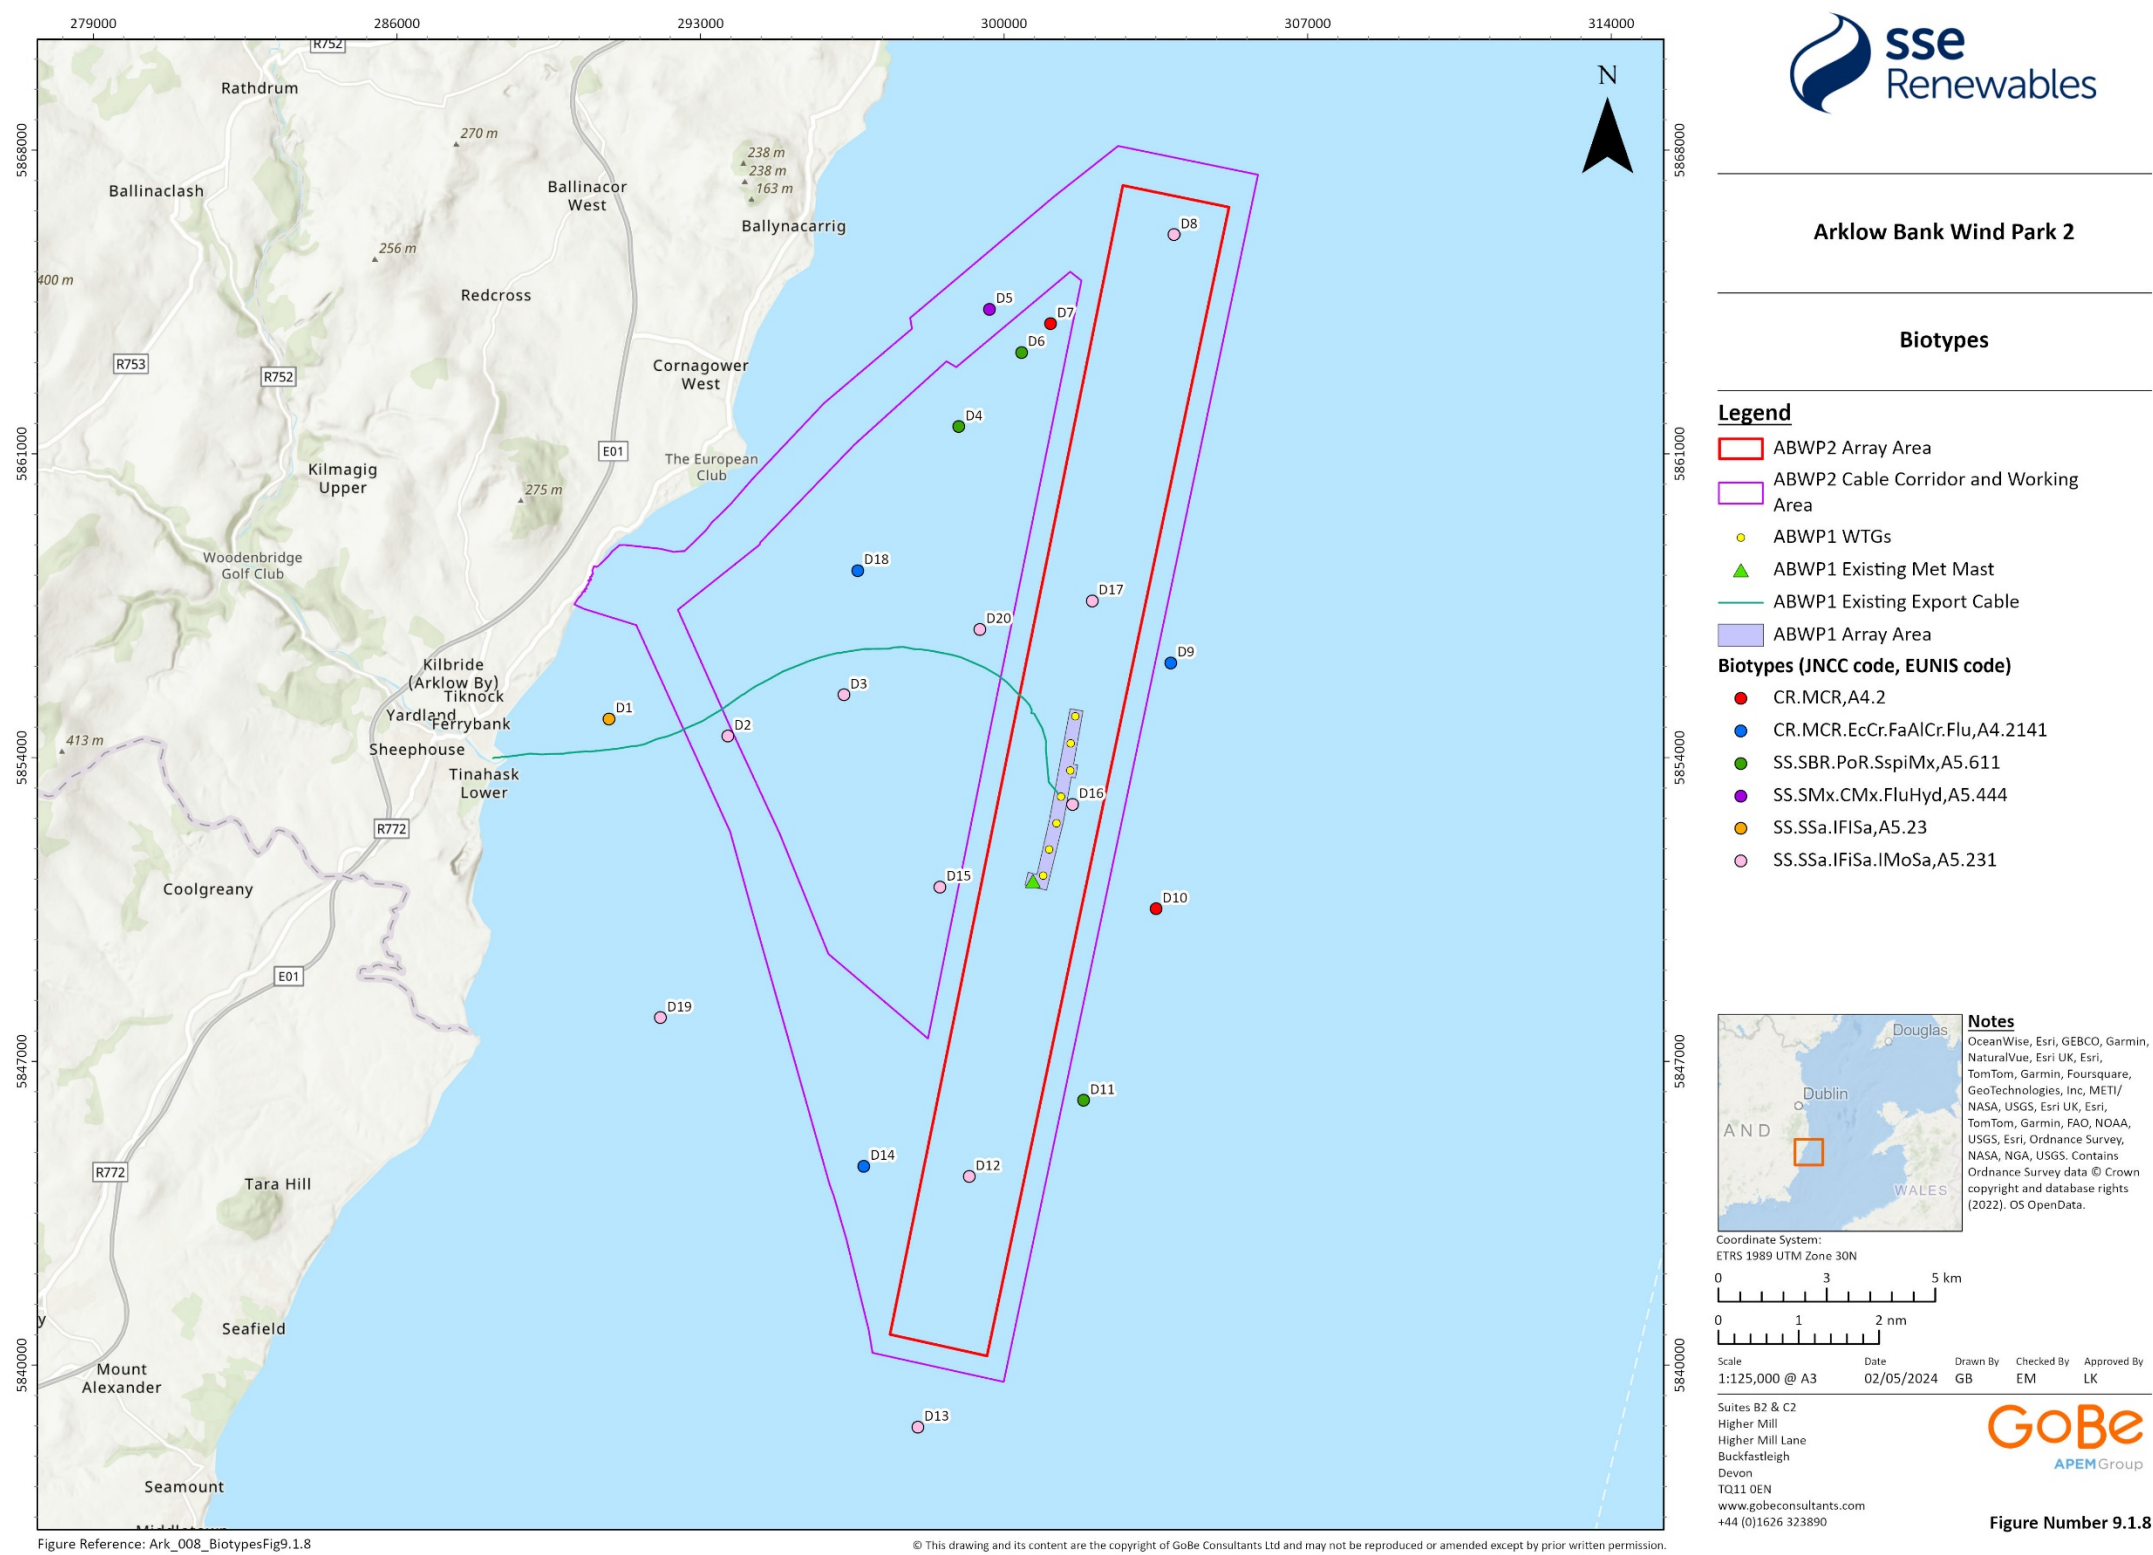 279000
286000
293000
300000
307000
314000
5868000
5861000
5854000
5847000
5840000
5868000
5861000
5854000
5847000
5840000
N
R752
Rathdrum
270 m
238 m
238 m
163 m
Ballinaclash
Ballinacor
West
Ballynacarrig
256 m
400 m
Redcross
R753
R752
Cornagower
West
E01
The European
Club
Kilmagig
Upper
275 m
Woodenbridge
Golf Club
Kilbride
(Arklow By)
Tiknock
Yardland
Ferrybank
Sheephouse
413 m
Tinahask
Lower
R772
Coolgreany
E01
R772
Tara Hill
y
Seafield
Mount
Alexander
Seamount
D8
D5
D7
D6
D4
D18
D17
D20
D9
D3
D1
D2
D16
D15
D10
D19
D11
D14
D12
D13
sse
Renewables
Arklow Bank Wind Park 2
Biotypes
Legend
ABWP2 Array Area
ABWP2 Cable Corridor and Working
Area
ABWP1 WTGs
ABWP1 Existing Met Mast
ABWP1 Existing Export Cable
ABWP1 Array Area
Biotypes (JNCC code, EUNIS code)
CR.MCR,A4.2
CR.MCR.EcCr.FaAlCr.Flu,A4.2141
SS.SBR.PoR.SspiMx,A5.611
SS.SMx.CMx.FluHyd,A5.444
SS.SSa.IFISa,A5.23
SS.SSa.IFiSa.IMoSa,A5.231
Douglas
Dublin
AND
WALES
Notes
OceanWise, Esri, GEBCO, Garmin,
NaturalVue, Esri UK, Esri,
TomTom, Garmin, Foursquare,
GeoTechnologies, Inc, METI/
NASA, USGS, Esri UK, Esri,
TomTom, Garmin, FAO, NOAA,
USGS, Esri, Ordnance Survey,
NASA, NGA, USGS. Contains
Ordnance Survey data © Crown
copyright and database rights
(2022). OS OpenData.
Coordinate System:
ETRS 1989 UTM Zone 30N
0 3 5 km
0 1 2 nm
Scale Date Drawn By Checked By Approved By
1:125,000 @ A3 02/05/2024 GB EM LK
Suites B2 & C2
Higher Mill
Higher Mill Lane
Buckfastleigh
Devon
TQ11 0EN
www.gobeconsultants.com
+44 (0)1626 323890
GoBe
APEMGroup
Figure Number 9.1.8
Figure Reference: Ark_008_BiotypesFig9.1.8
© This drawing and its content are the copyright of GoBe Consultants Ltd and may not be reproduced or amended except by prior written permission.